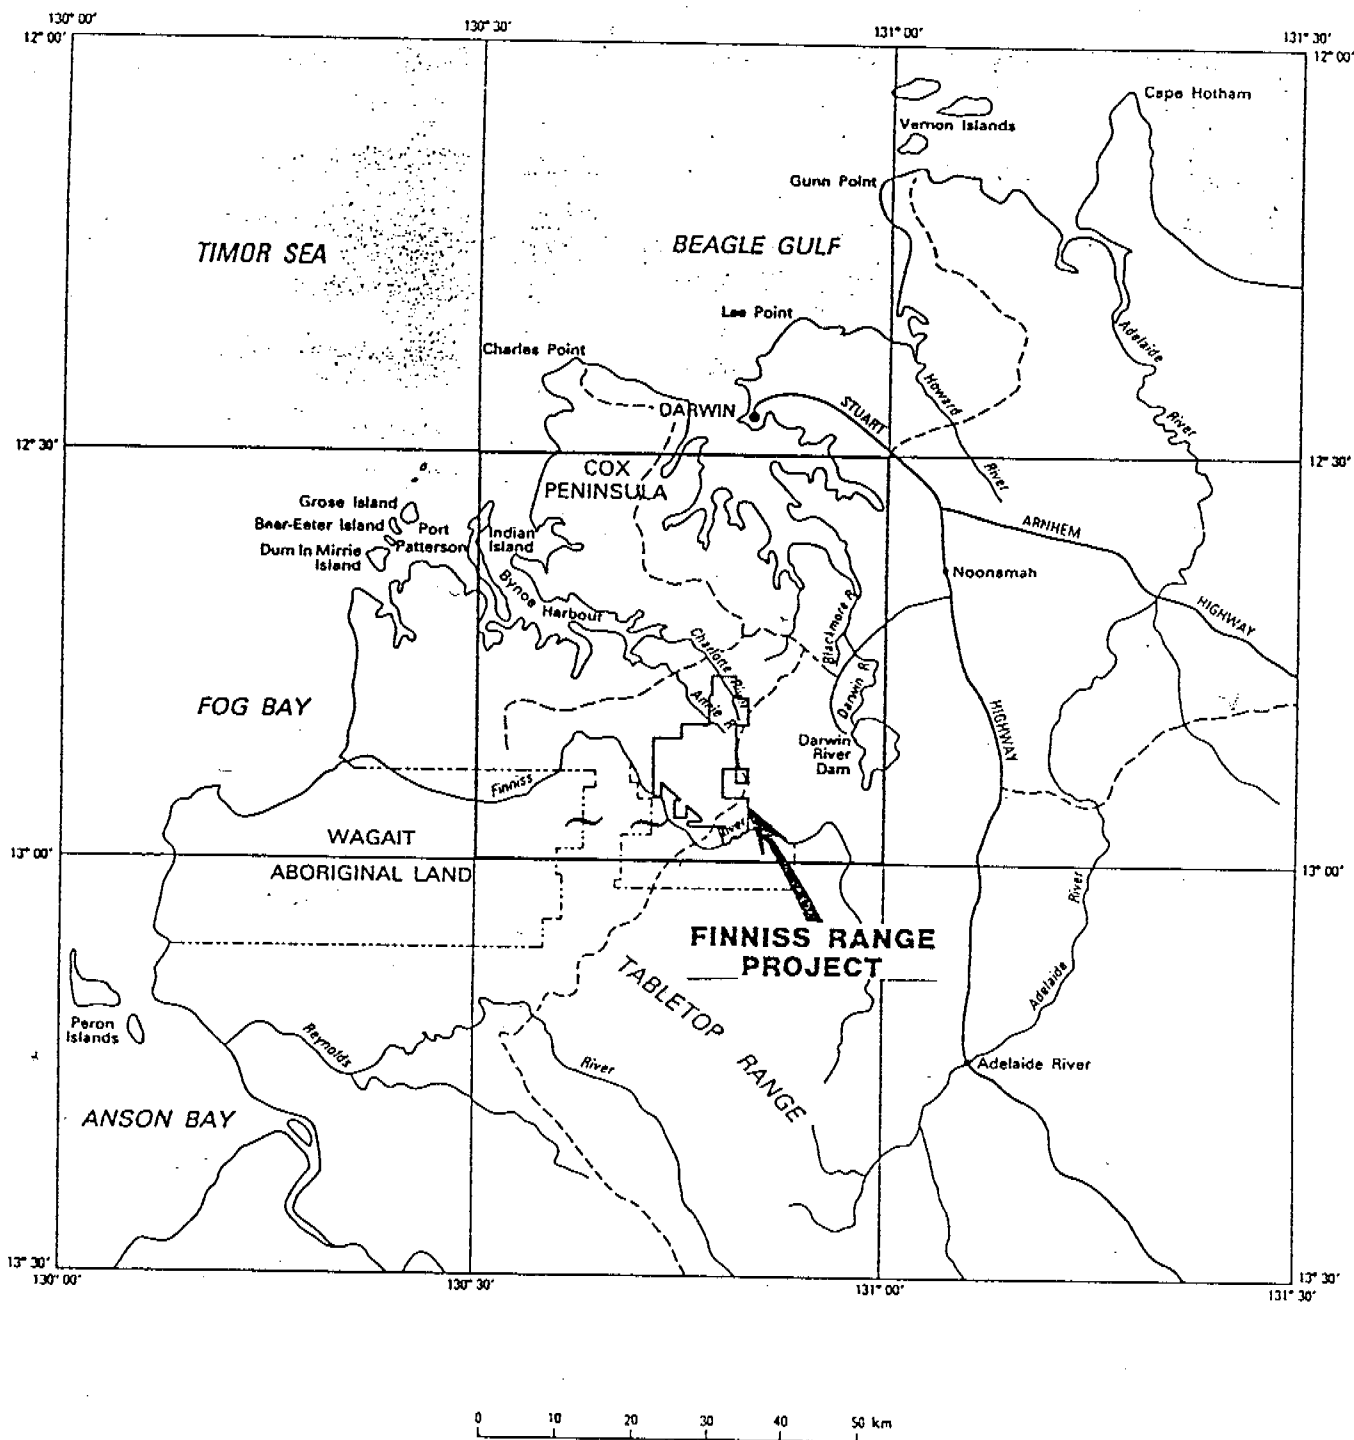 130° 00'
130° 30'
131° 00'
131° 30'
12° 00'
12° 00'
Cape Hotham
Vernon Islands
Gunn Point
TIMOR SEA
BEAGLE GULF
Lee Point
Adelaide
Charles Point
Howard
DARWIN
STUART
River
12° 30'
12° 30'
COX
PENINSULA
River
Grose Island
Bear-Eeter Island
Port
Patterson
Indian
Island
ARNHEM
Dum In Mirrie
Island
Noonamah
Bynoe Harbour
HIGHWAY
Blackmore R.
Charlotte River
Darwin R.
FOG BAY
Annie R.
HIGHWAY
Darwin
River
Dam
Finniss
River
WAGAIT
ABORIGINAL LAND
13° 00'
13° 00'
River
FINNISS RANGE
PROJECT
TABLETOP RANGE
Adelaide
Peron
Islands
Reynolds
River
Adelaide River
ANSON BAY
13° 30'
13° 30'
130° 00'
130° 30'
131° 00'
131° 30'
0 10 20 30 40 50 km